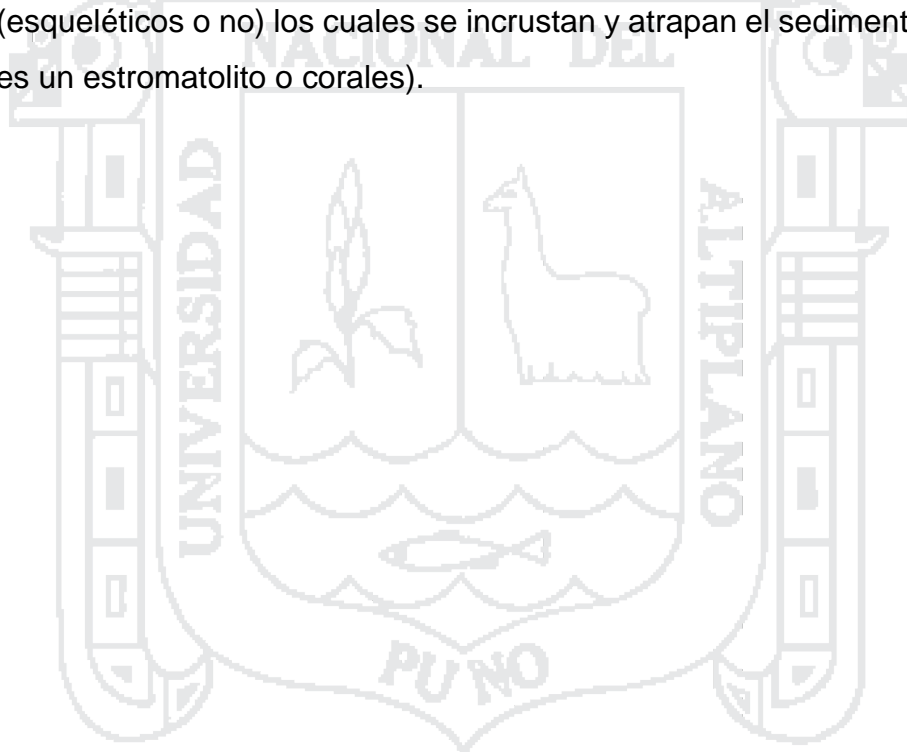 (esqueléticos o no) los cuales se incrustan y atrapan el sediment
es un estromatolito o corales).
NACIONAL DEL
UNIVERSIDAD
ALTIPLANO
PUNO